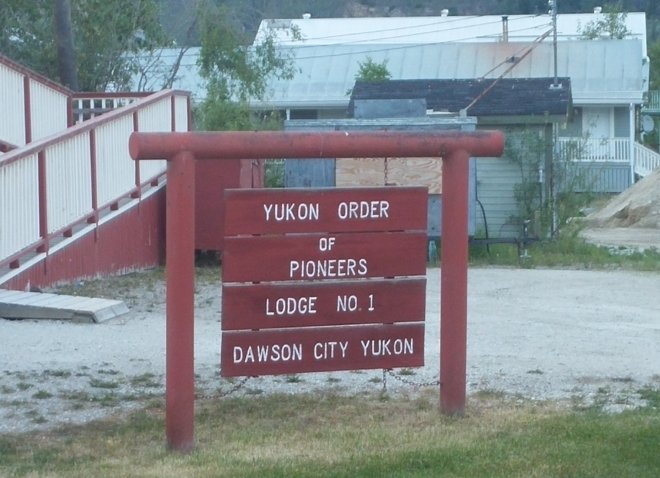 YUKON ORDER
OF
PIONEERS
LODGE NO. 1
DAWSON CITY YUKON